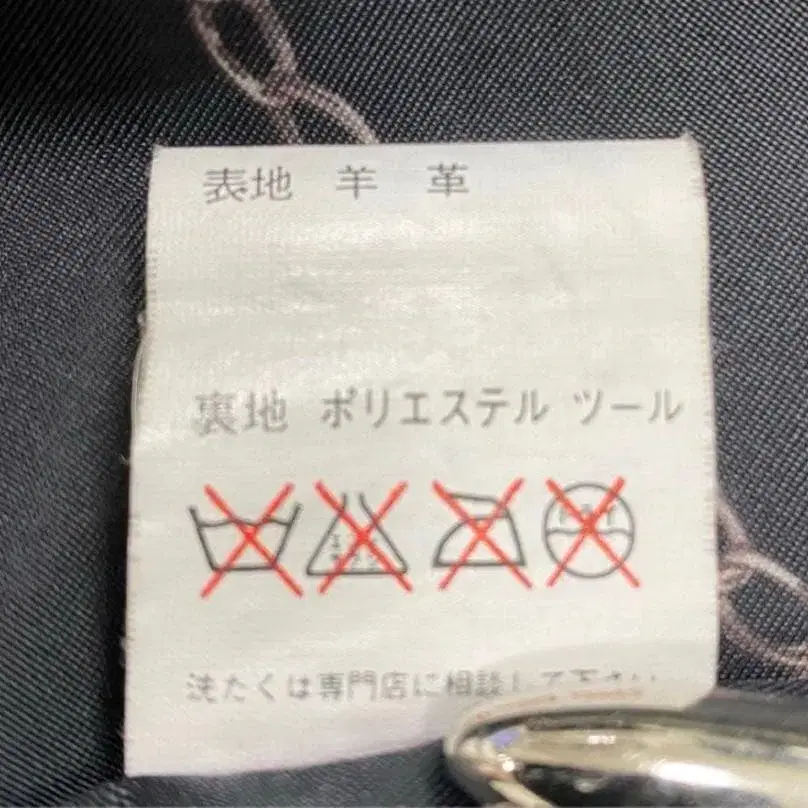 表地 羊 革
裏地 ポリエステル ツール
洗たくは専門店に相談して下さい